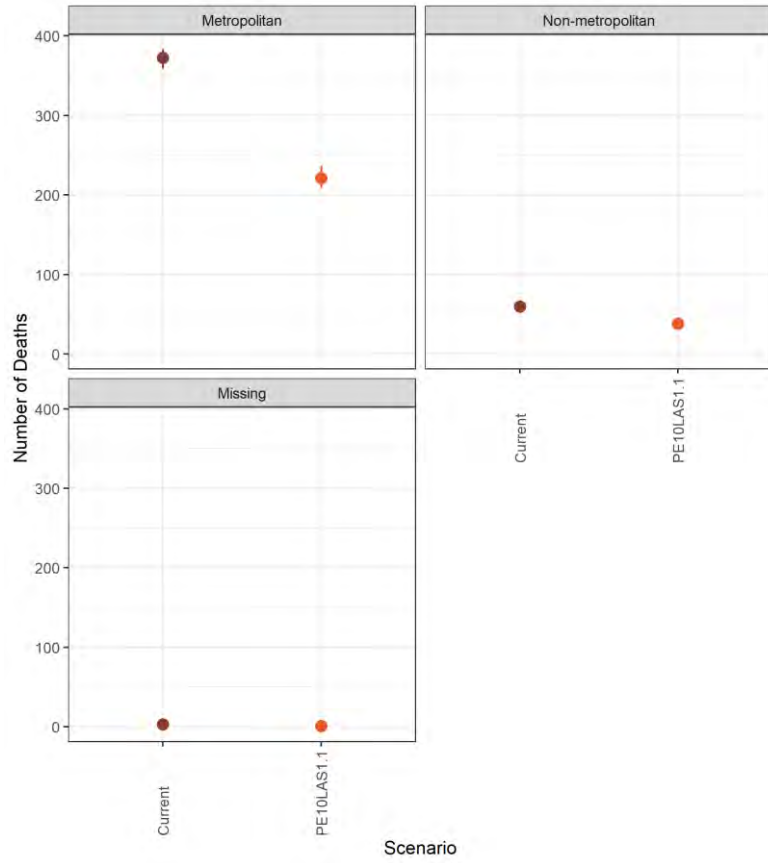 Metropolitan
Non-metropolitan
400
300
200
100
0
Number of Deaths
Missing
Current
PE10LAS1.1
400
300
200
100
0
Current
PE10LAS1.1
Scenario